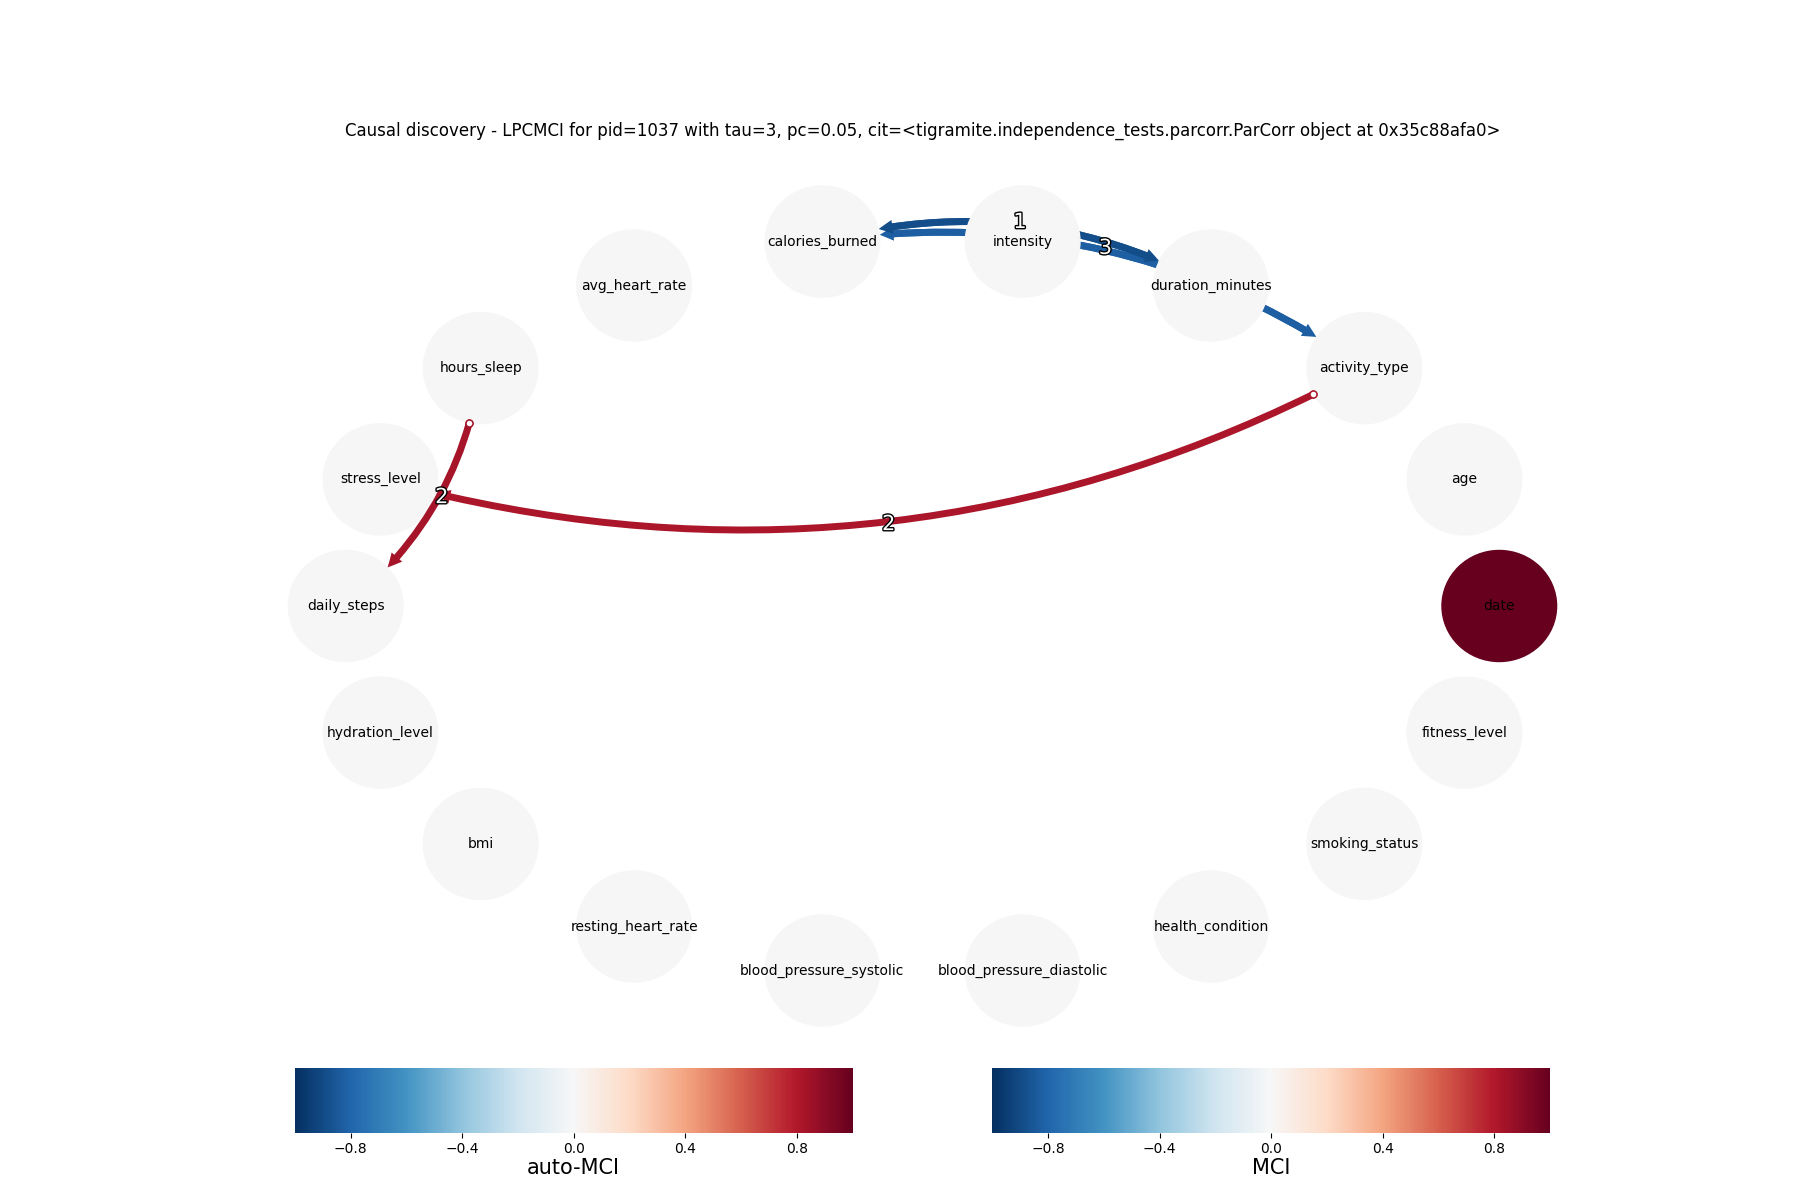 Causal discovery - LPCMCI for pid=1037 with tau=3, pc=0.05, cit=<tigramite.independence_tests.parcorr.ParCorr object at 0x35c88afa0>
1
calories_burned
intensity
3
avg_heart_rate
duration_minutes
hours_sleep
activity_type
stress_level
age
2
2
daily_steps
date
hydration_level
fitness_level
bmi
smoking_status
resting_heart_rate
health_condition
blood_pressure_systolic
blood_pressure_diastolic
−0.8 −0.4 0.0 0.4 0.8
auto-MCI
−0.8 −0.4 0.0 0.4 0.8
MCI